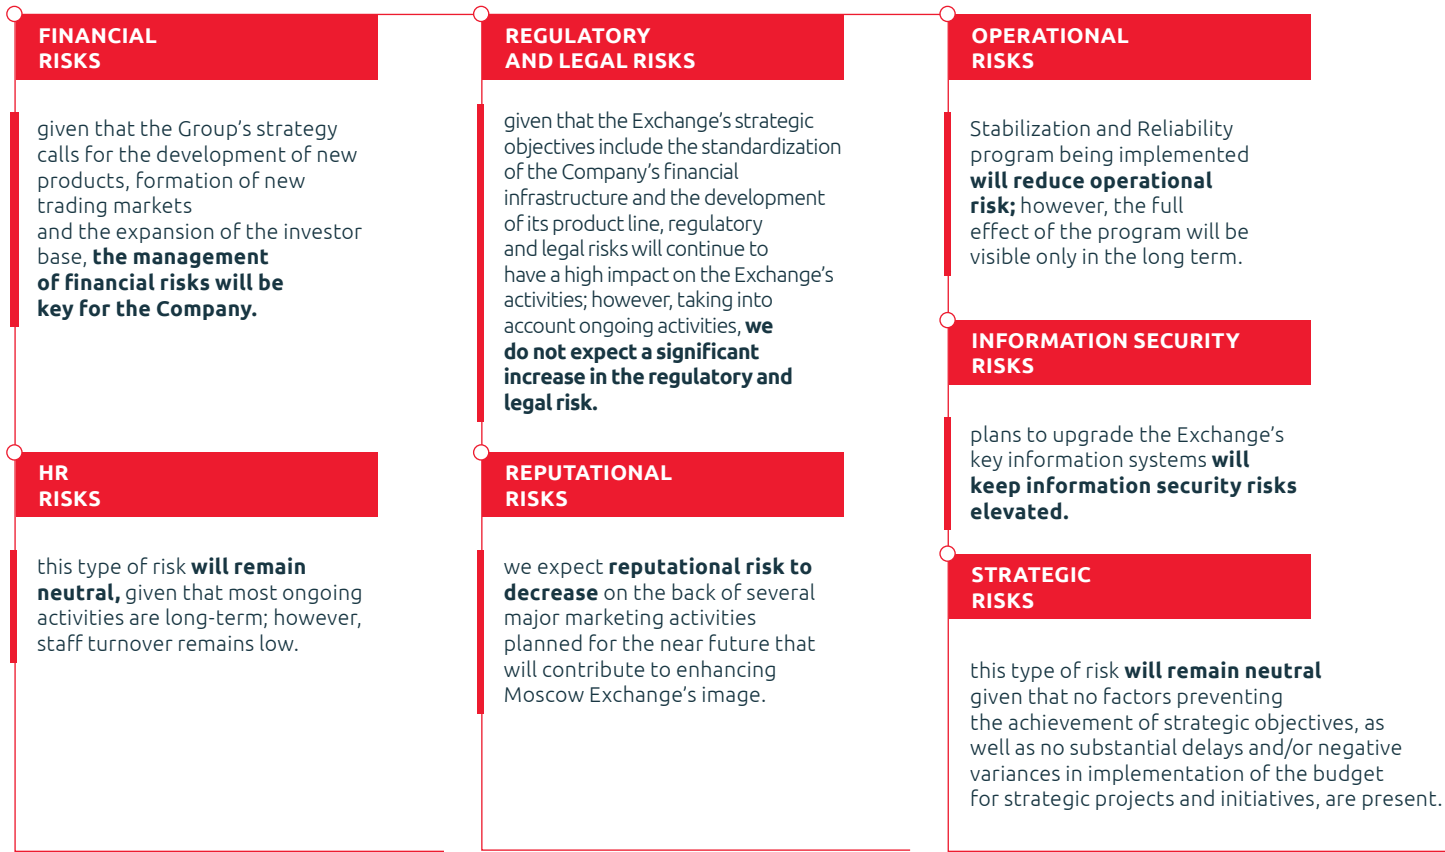 FINANCIAL
RISKS
given that the Group's strategy
calls for the development of new
products, formation of new
trading markets
and the expansion of the investor
base, the management
of financial risks will be
key for the Company.
HR
RISKS
this type of risk will remain
neutral, given that most ongoing
activities are long-term; however,
staff turnover remains low.
REGULATORY
AND LEGAL RISKS
given that the Exchange's strategic
objectives include the standardization
of the Company's financial
infrastructure and the development
of its product line, regulatory
and legal risks will continue to
have a high impact on the Exchange's
activities; however, taking into
account ongoing activities, we
do not expect a significant
increase in the regulatory and
legal risk.
REPUTATIONAL
RISKS
we expect reputational risk to
decrease on the back of several
major marketing activities
planned for the near future that
will contribute to enhancing
Moscow Exchange's image.
OPERATIONAL
RISKS
Stabilization and Reliability
program being implemented
will reduce operational
risk; however, the full
effect of the program will be
visible only in the long term.
INFORMATION SECURITY
RISKS
plans to upgrade the Exchange's
key information systems will
keep information security risks
elevated.
STRATEGIC
RISKS
this type of risk will remain neutral
given that no factors preventing
the achievement of strategic objectives, as
well as no substantial delays and/or negative
variances in implementation of the budget
for strategic projects and initiatives, are present.